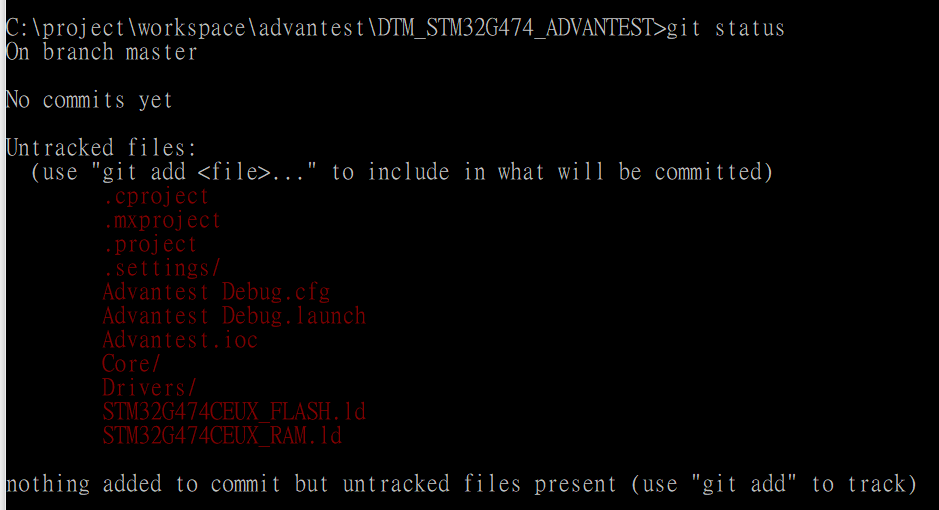 C:\project\workspace\advantest\DTM_STM32G474_ADVANTEST>git status
On branch master
No commits yet
Untracked files:
(use "git add <file>..." to include in what will be committed)
.cproject
.mxproject
.project
.settings/
Advantest Debug.cfg
Advantest Debug.launch
Advantest.ioc
Core/
Drivers/
STM32G474CEUX_FLASH.ld
STM32G474CEUX_RAM.ld
nothing added to commit but untracked files present (use "git add" to track)